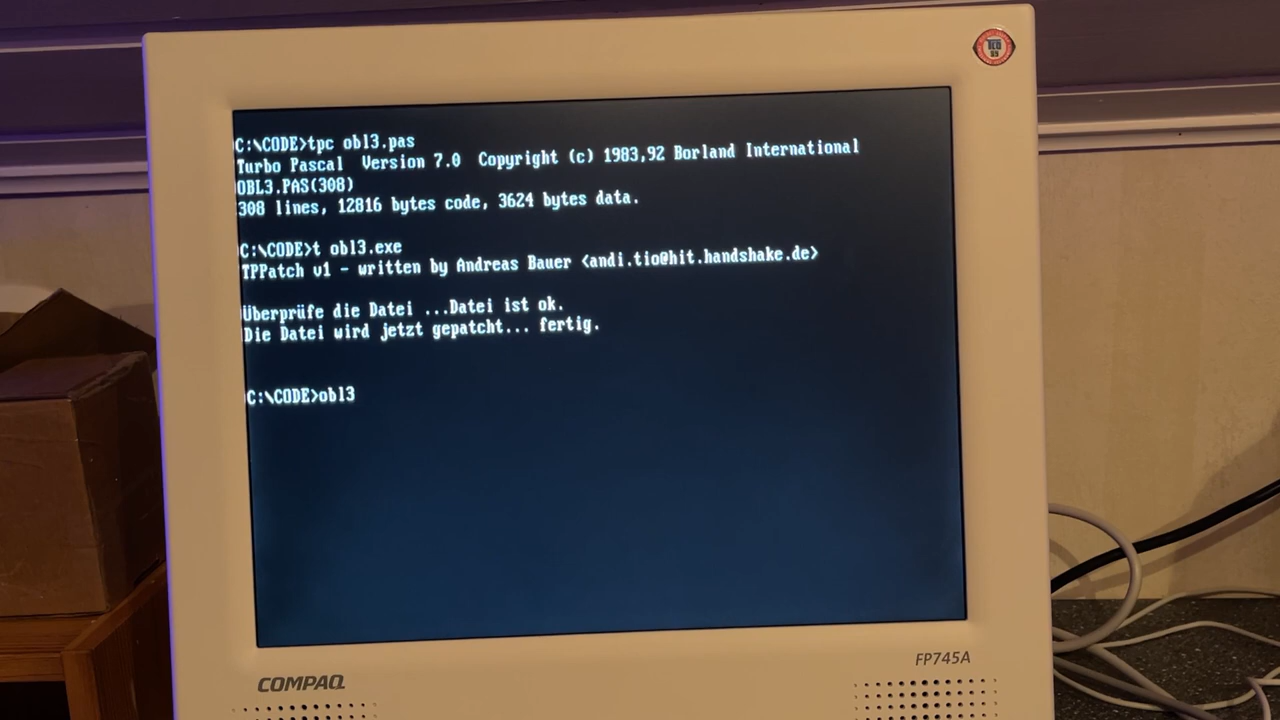 TCO
99
C:\CODE>tpc obl3.pas
Turbo Pascal  Version 7.0  Copyright (c) 1983,92 Borland International
OBL3.PAS(308)
308 lines, 12816 bytes code, 3624 bytes data.
C:\CODE>t obl3.exe
TPPatch v1 - written by Andreas Bauer <andi.tio@hit.handshake.de>
Überprüfe die Datei ...Datei ist ok.
Die Datei wird jetzt gepatcht... fertig.
C:\CODE>obl3
FP745A
COMPAQ